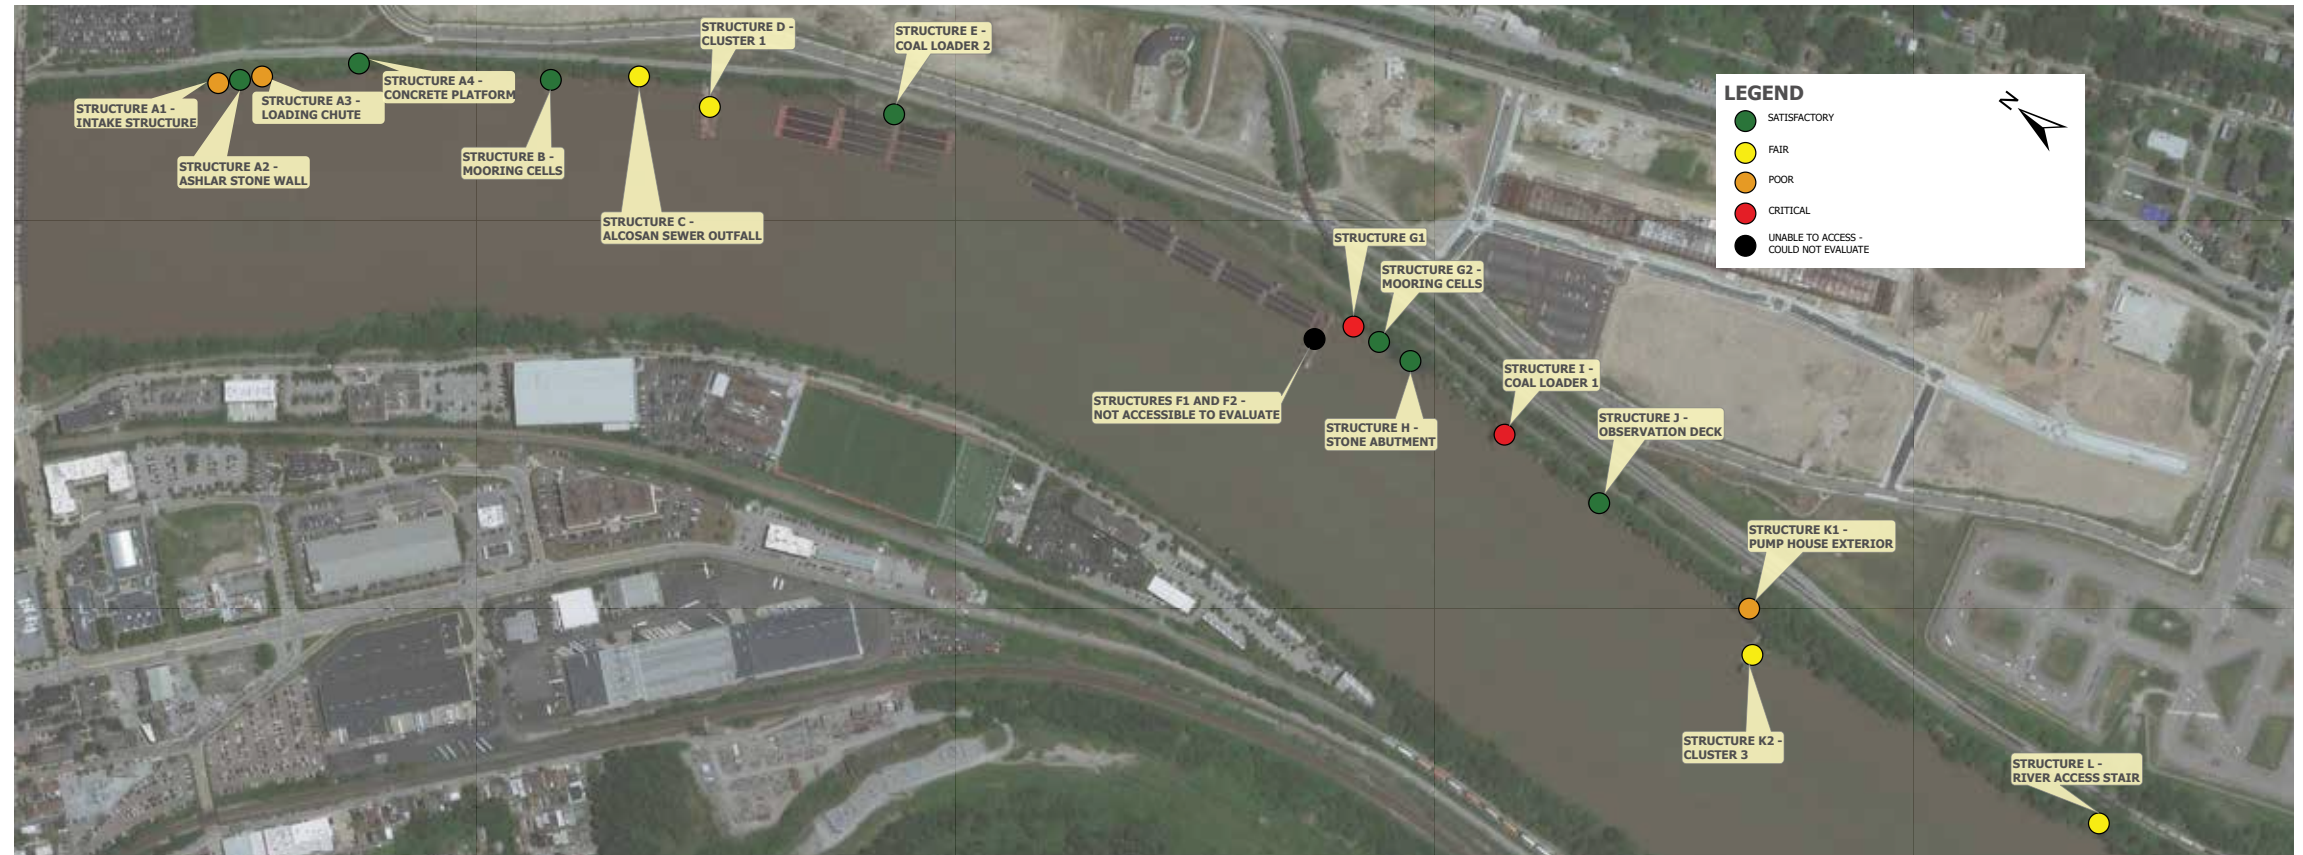 STRUCTURE D -
CLUSTER 1
STRUCTURE E -
COAL LOADER 2
STRUCTURE A4 -
CONCRETE PLATFORM
STRUCTURE A1 -
INTAKE STRUCTURE
STRUCTURE A3 -
LOADING CHUTE
STRUCTURE A2 -
ASHLAR STONE WALL
STRUCTURE B -
MOORING CELLS
STRUCTURE C -
ALCOSAN SEWER OUTFALL
LEGEND
N
SATISFACTORY
FAIR
POOR
CRITICAL
UNABLE TO ACCESS -
COULD NOT EVALUATE
STRUCTURE G1
STRUCTURE G2 -
MOORING CELLS
STRUCTURES F1 AND F2 -
NOT ACCESSIBLE TO EVALUATE
STRUCTURE H -
STONE ABUTMENT
STRUCTURE I -
COAL LOADER 1
STRUCTURE J -
OBSERVATION DECK
STRUCTURE K1 -
PUMP HOUSE EXTERIOR
STRUCTURE K2 -
CLUSTER 3
STRUCTURE L -
RIVER ACCESS STAIR